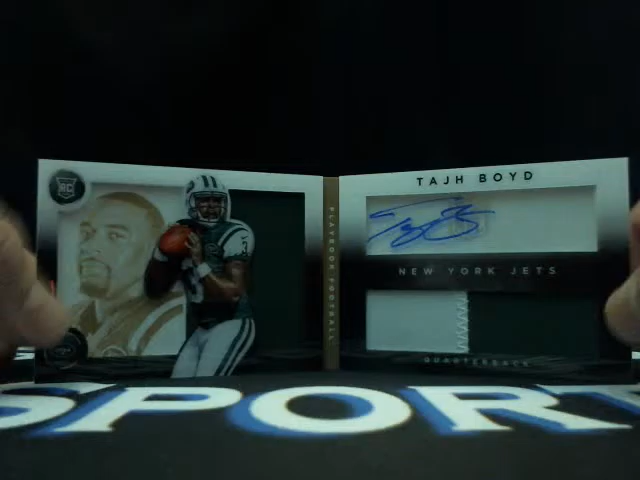 RC
TAJH BOYD
NEW YORK JETS
QUARTERBACK
PLAYBOOK FOOTBALL
SPORT